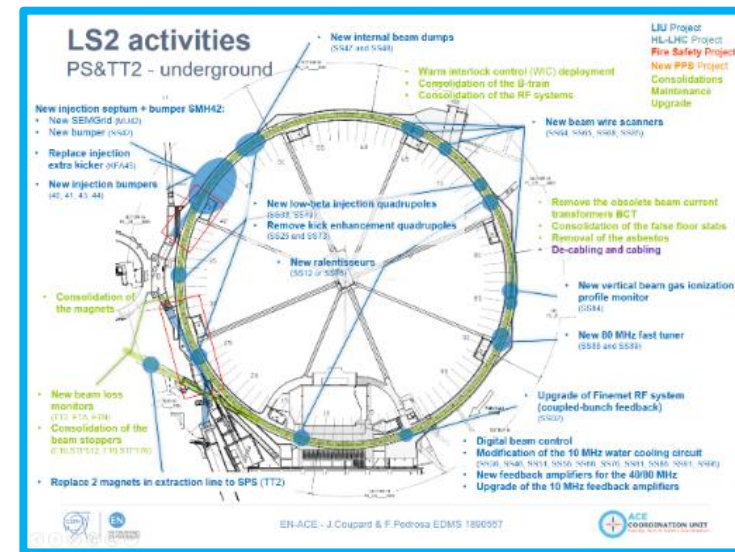 LS2 activities
PS&TT2 - underground
LIU Project
HL-LHC Project
Fire Safety Project
New PPS Project
Consolidations
Maintenance
Upgrade
• New internal beam dumps
(SS47 and SS48)
• Warm interlock control (WIC) deployment
• Consolidation of the B-train
• Consolidation of the RF systems
New injection septum + bumper SMH42:
• New SEMGrid
• New bumper (SS42)
• Replace injection
extra kicker (KFA45)
• New injection bumpers
(40, 41, 43, 44)
• New beam wire scanners
• New low-beta injection quadrupoles
• Remove kick enhancement quadrupoles
• New ralentisseurs
• Remove the obsolete beam current
transformers BCT
• Consolidation of the false floor slabs
• Removal of the asbestos
• De-cabling and cabling
• Consolidation of
the magnets
• New vertical beam gas ionization
profile monitor
(SS84)
• New 80 MHz fast tuner
(SS88 and SS89)
• New beam loss
monitors
• Consolidation of the
beam stoppers
• Upgrade of Finemet RF system
(coupled-bunch feedback)
(SS02)
• Digital beam control
• Modification of the 10 MHz water cooling circuit
• New feedback amplifiers for the 40/80 MHz
• Upgrade of the 10 MHz feedback amplifiers
• Replace 2 magnets in extraction line to SPS (TT2)
EN
EN-ACE - J.Coupard & F.Pedrosa EDMS 1890557
ACE
COORDINATION UNIT